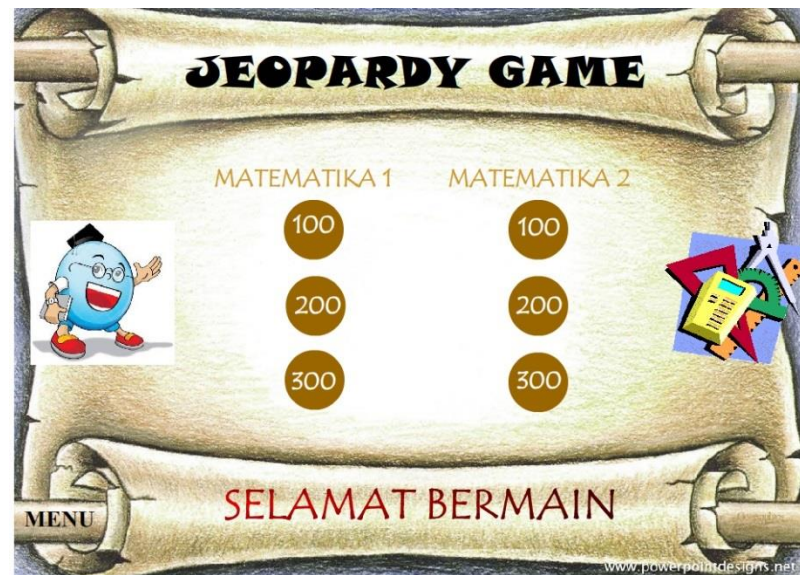 JEOPARDY GAME
MATEMATIKA 1 MATEMATIKA 2
100 100
200 200
300 300
SELAMAT BERMAIN
MENU
www.powerpointdesigns.net